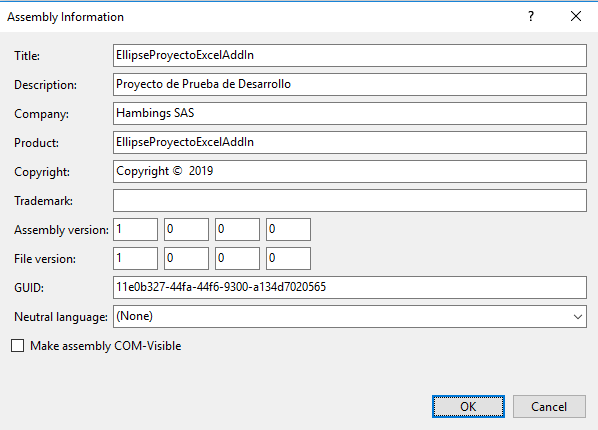 Assembly Information ? ×
Title: EllipseProyectoExcelAddIn
Description: Proyecto de Prueba de Desarrollo
Company: Hambings SAS
Product: EllipseProyectoExcelAddIn
Copyright: Copyright © 2019
Trademark:
Assembly version: 1 0 0 0
File version: 1 0 0 0
GUID: 11e0b327-44fa-44f6-9300-a134d7020565
Neutral language: (None)
Make assembly COM-Visible
OK Cancel